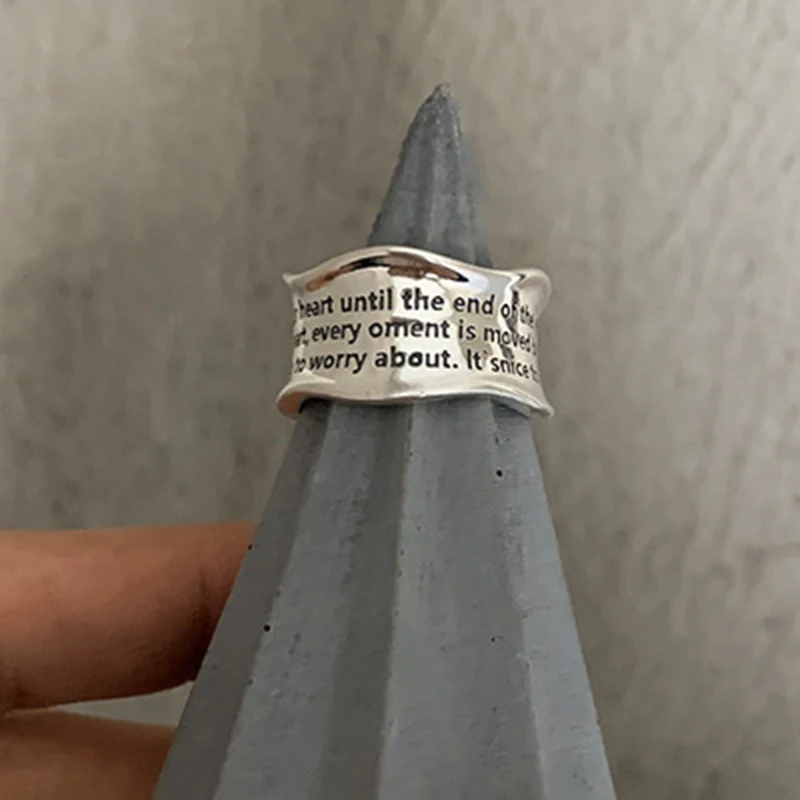 heart until the end of the
every oment is moved
to worry about. It'snice